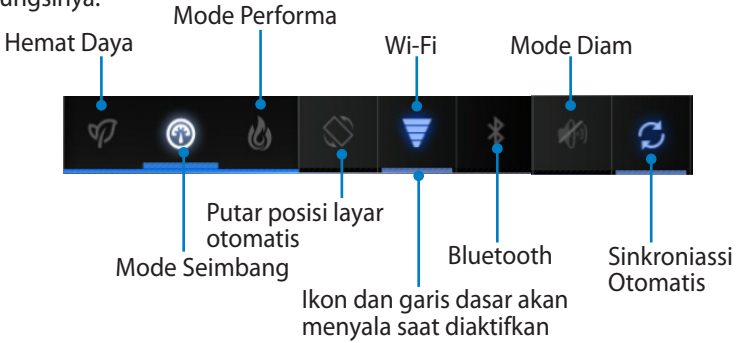 Mode Performa
Hemat Daya
Wi-Fi
Mode Diam
Putar posisi layar
otomatis
Mode Seimbang
Bluetooth
Sinkroniassi
Otomatis
Ikon dan garis dasar akan
menyala saat diaktifkan